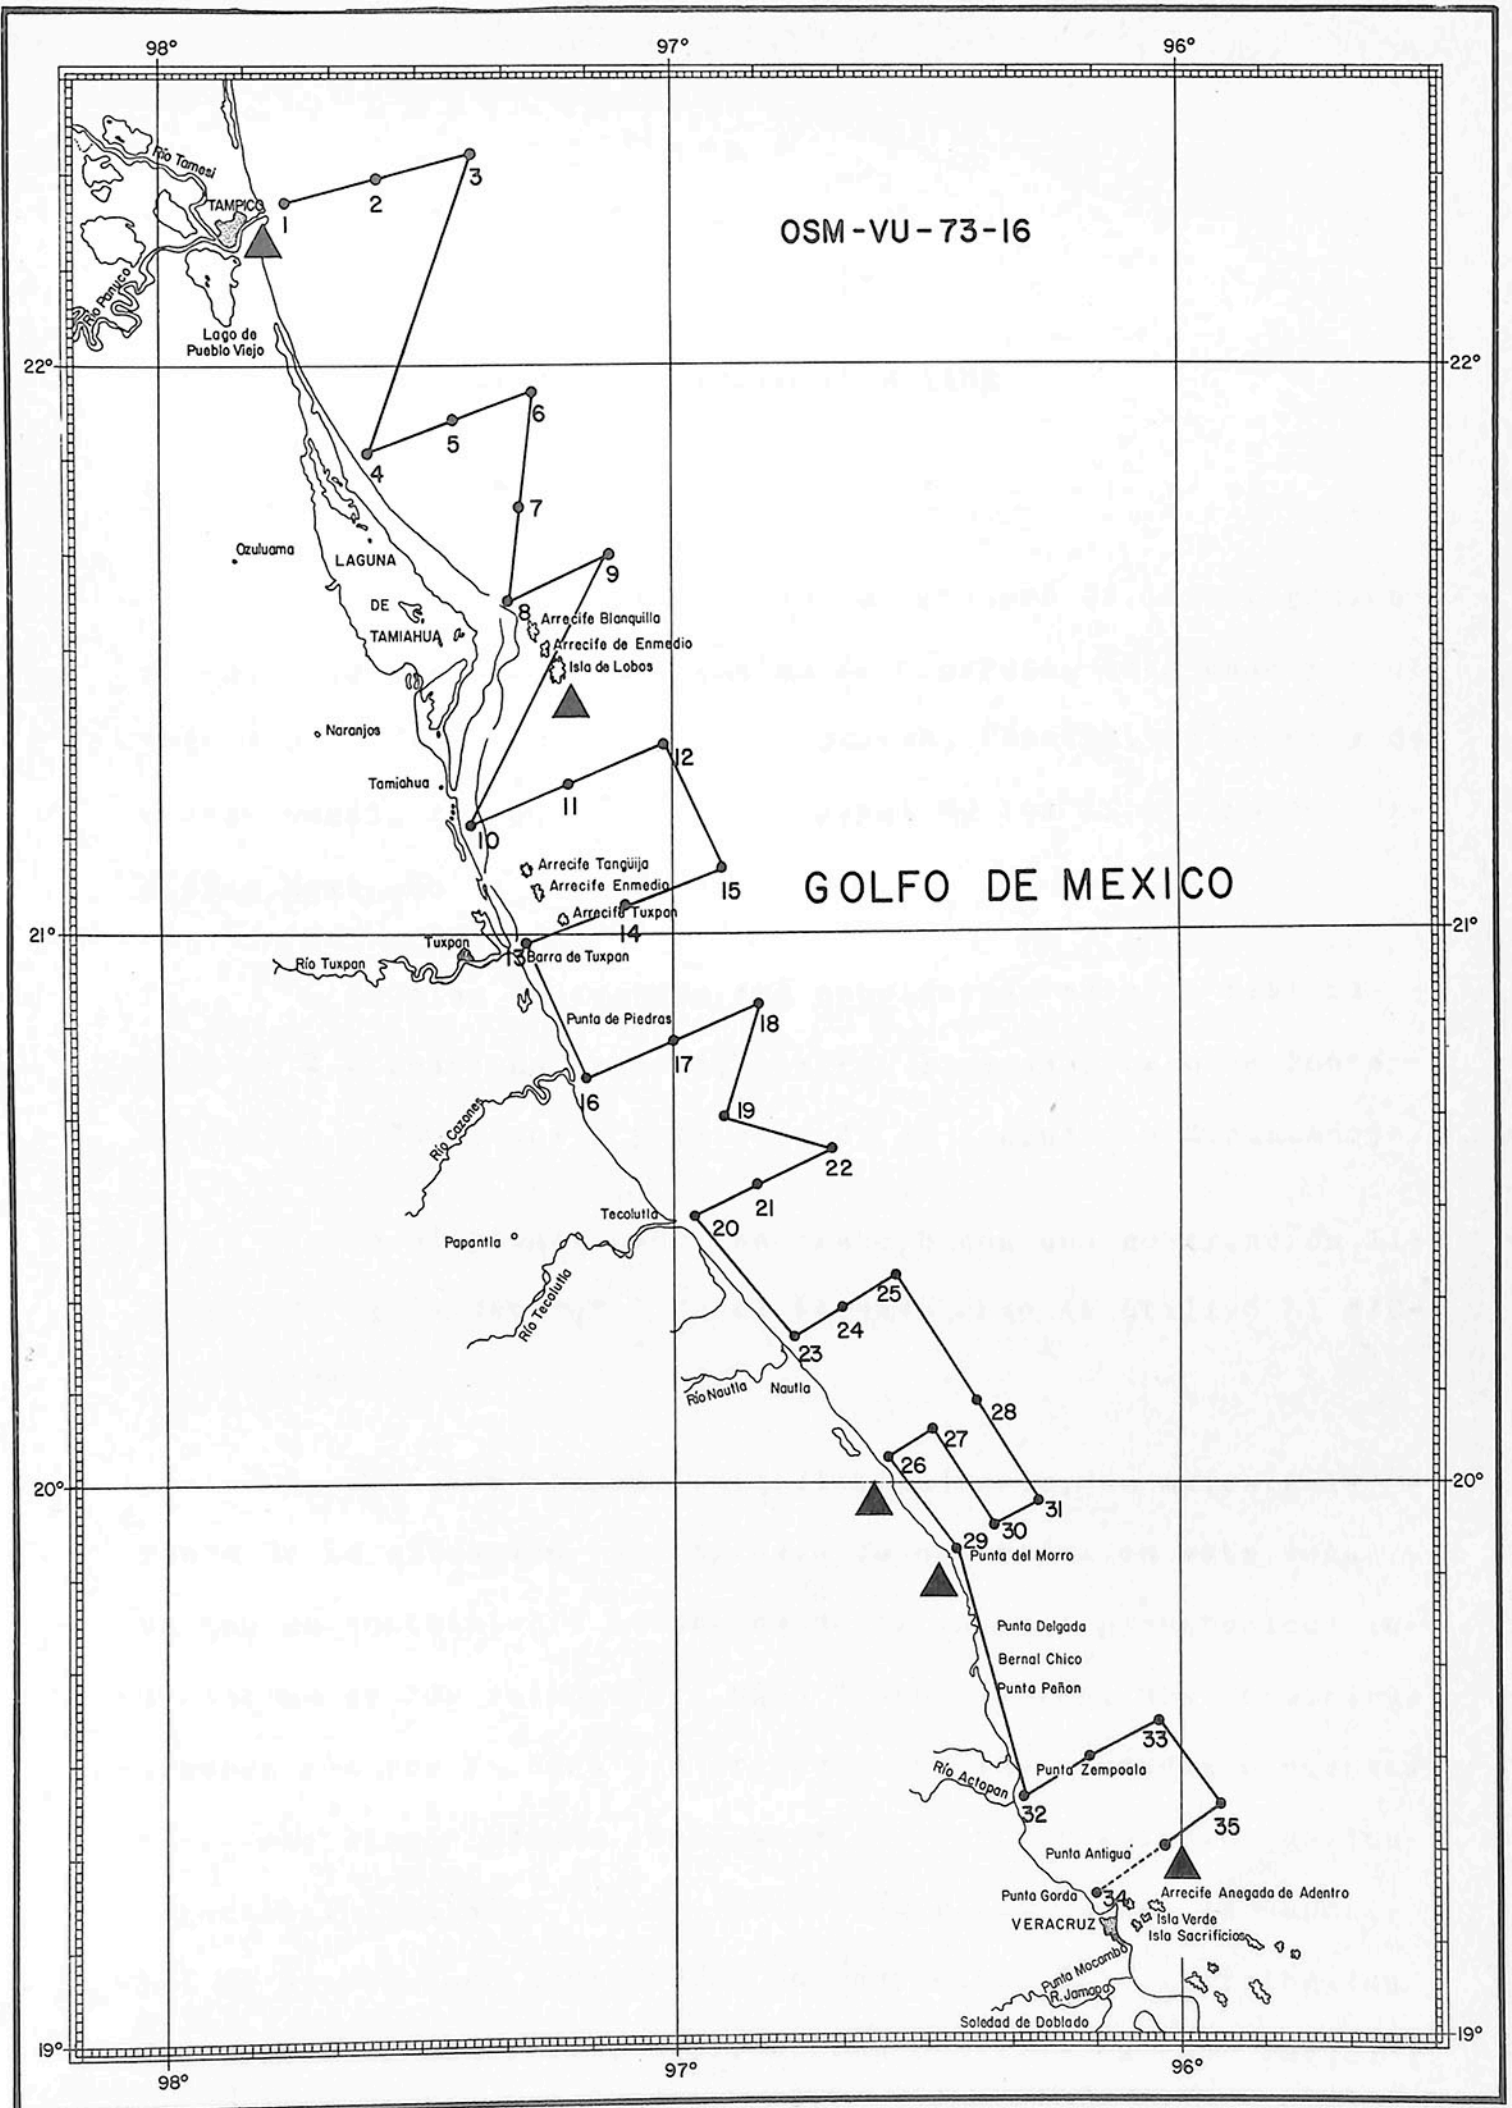 98°
97°
96°
Río Tamesí
TAMPICO
1
2
3
OSM-VU-73-16
Río Panuco
Lago de
Pueblo Viejo
22°
22°
6
5
4
7
Ozuluama
LAGUNA
9
8
DE
Arrecife Blanquilla
TAMIAHUA
Arrecife de Enmedio
Isla de Lobos
Naranjos
12
Tamiahua
11
10
Arrecife Tangüija
15
Arrecife Enmedio
GOLFO DE MEXICO
Arrecife Tuxpan
14
21°
21°
Tuxpan
13
Barra de Tuxpan
Río Tuxpan
Punta de Piedras
18
17
16
19
Río Cazones
22
21
Tecolutla
20
Papantla
25
Río Tecolutla
24
23
Río Nautla
Nautla
28
27
26
20°
20°
31
30
29
Punta del Morro
Punta Delgada
Bernal Chico
Punta Peñon
33
Punta Zempoala
Río Actopan
32
35
Punta Antigua
34
Punta Gorda
Arrecife Anegada de Adentro
VERACRUZ
Isla Verde
Isla Sacrificios
Punta Mocambo
R. Jamapa
Soledad de Doblado
19°
19°
98°
97°
96°